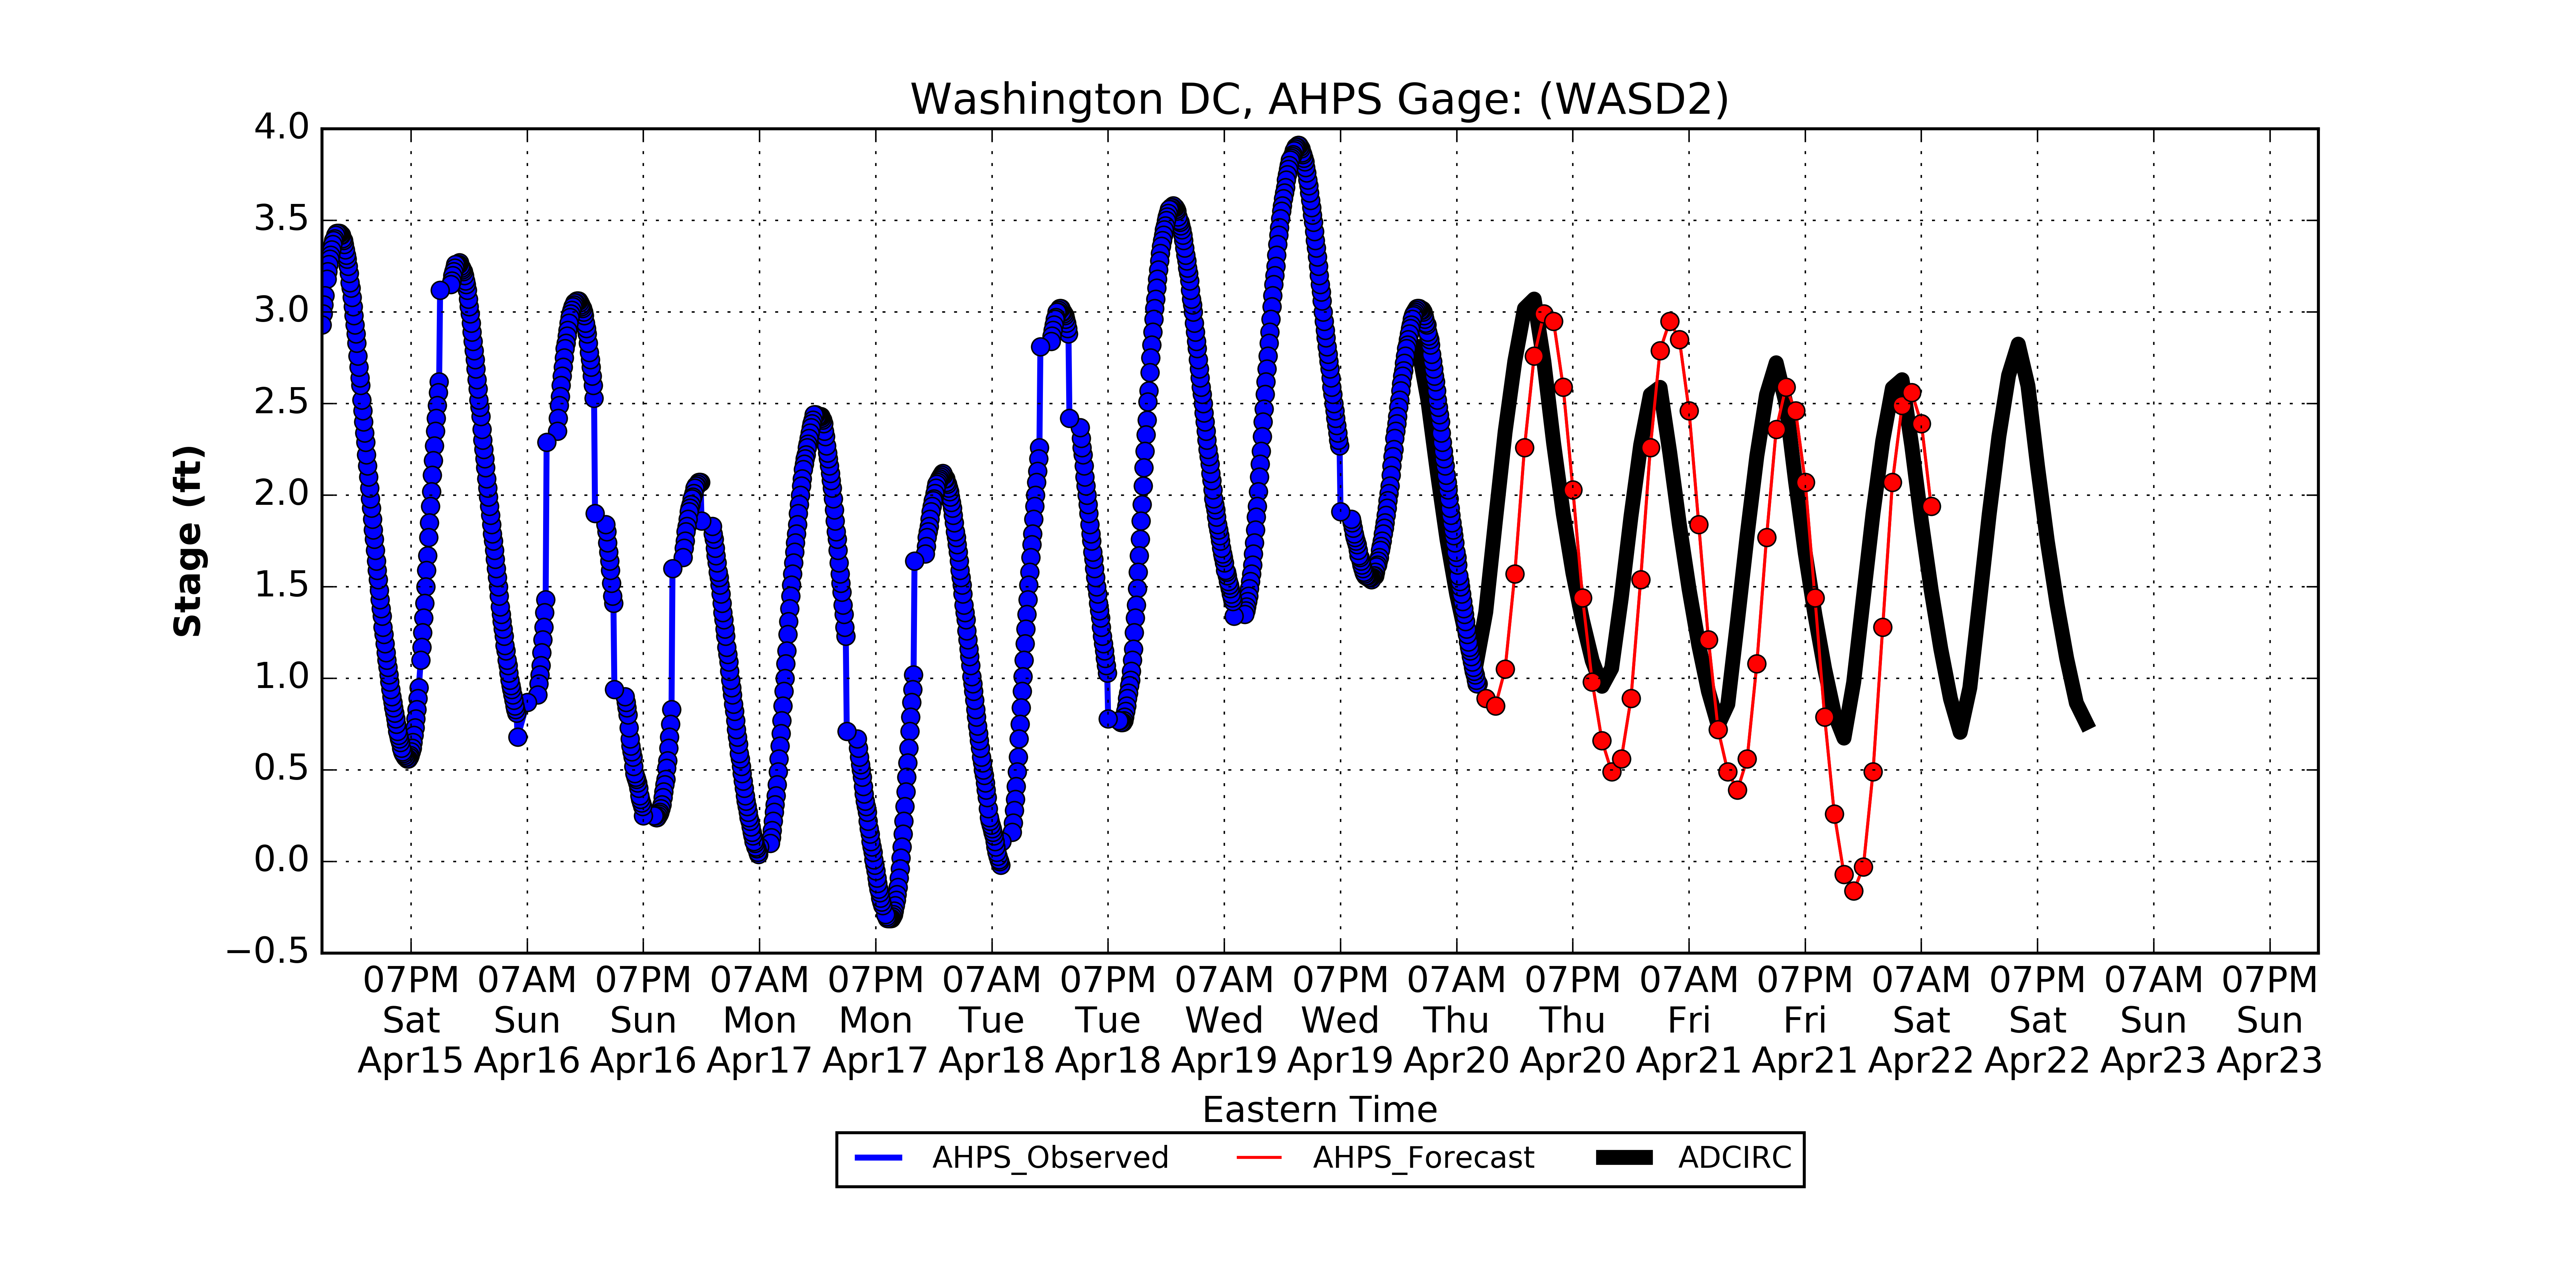 Washington DC, AHPS Gage: (WASD2)
Stage (ft)
4.0
3.5
3.0
2.5
2.0
1.5
1.0
0.5
0.0
−0.5
07PM 07AM 07PM 07AM 07PM 07AM 07PM 07AM 07PM 07AM 07PM 07AM 07PM 07AM 07PM 07AM 07PM
Sat Sun Sun Mon Mon Tue Tue Wed Wed Thu Thu Fri Fri Sat Sat Sun Sun
Apr15 Apr16 Apr16 Apr17 Apr17 Apr18 Apr18 Apr19 Apr19 Apr20 Apr20 Apr21 Apr21 Apr22 Apr22 Apr23 Apr23
Eastern Time
AHPS_Observed AHPS_Forecast ADCIRC